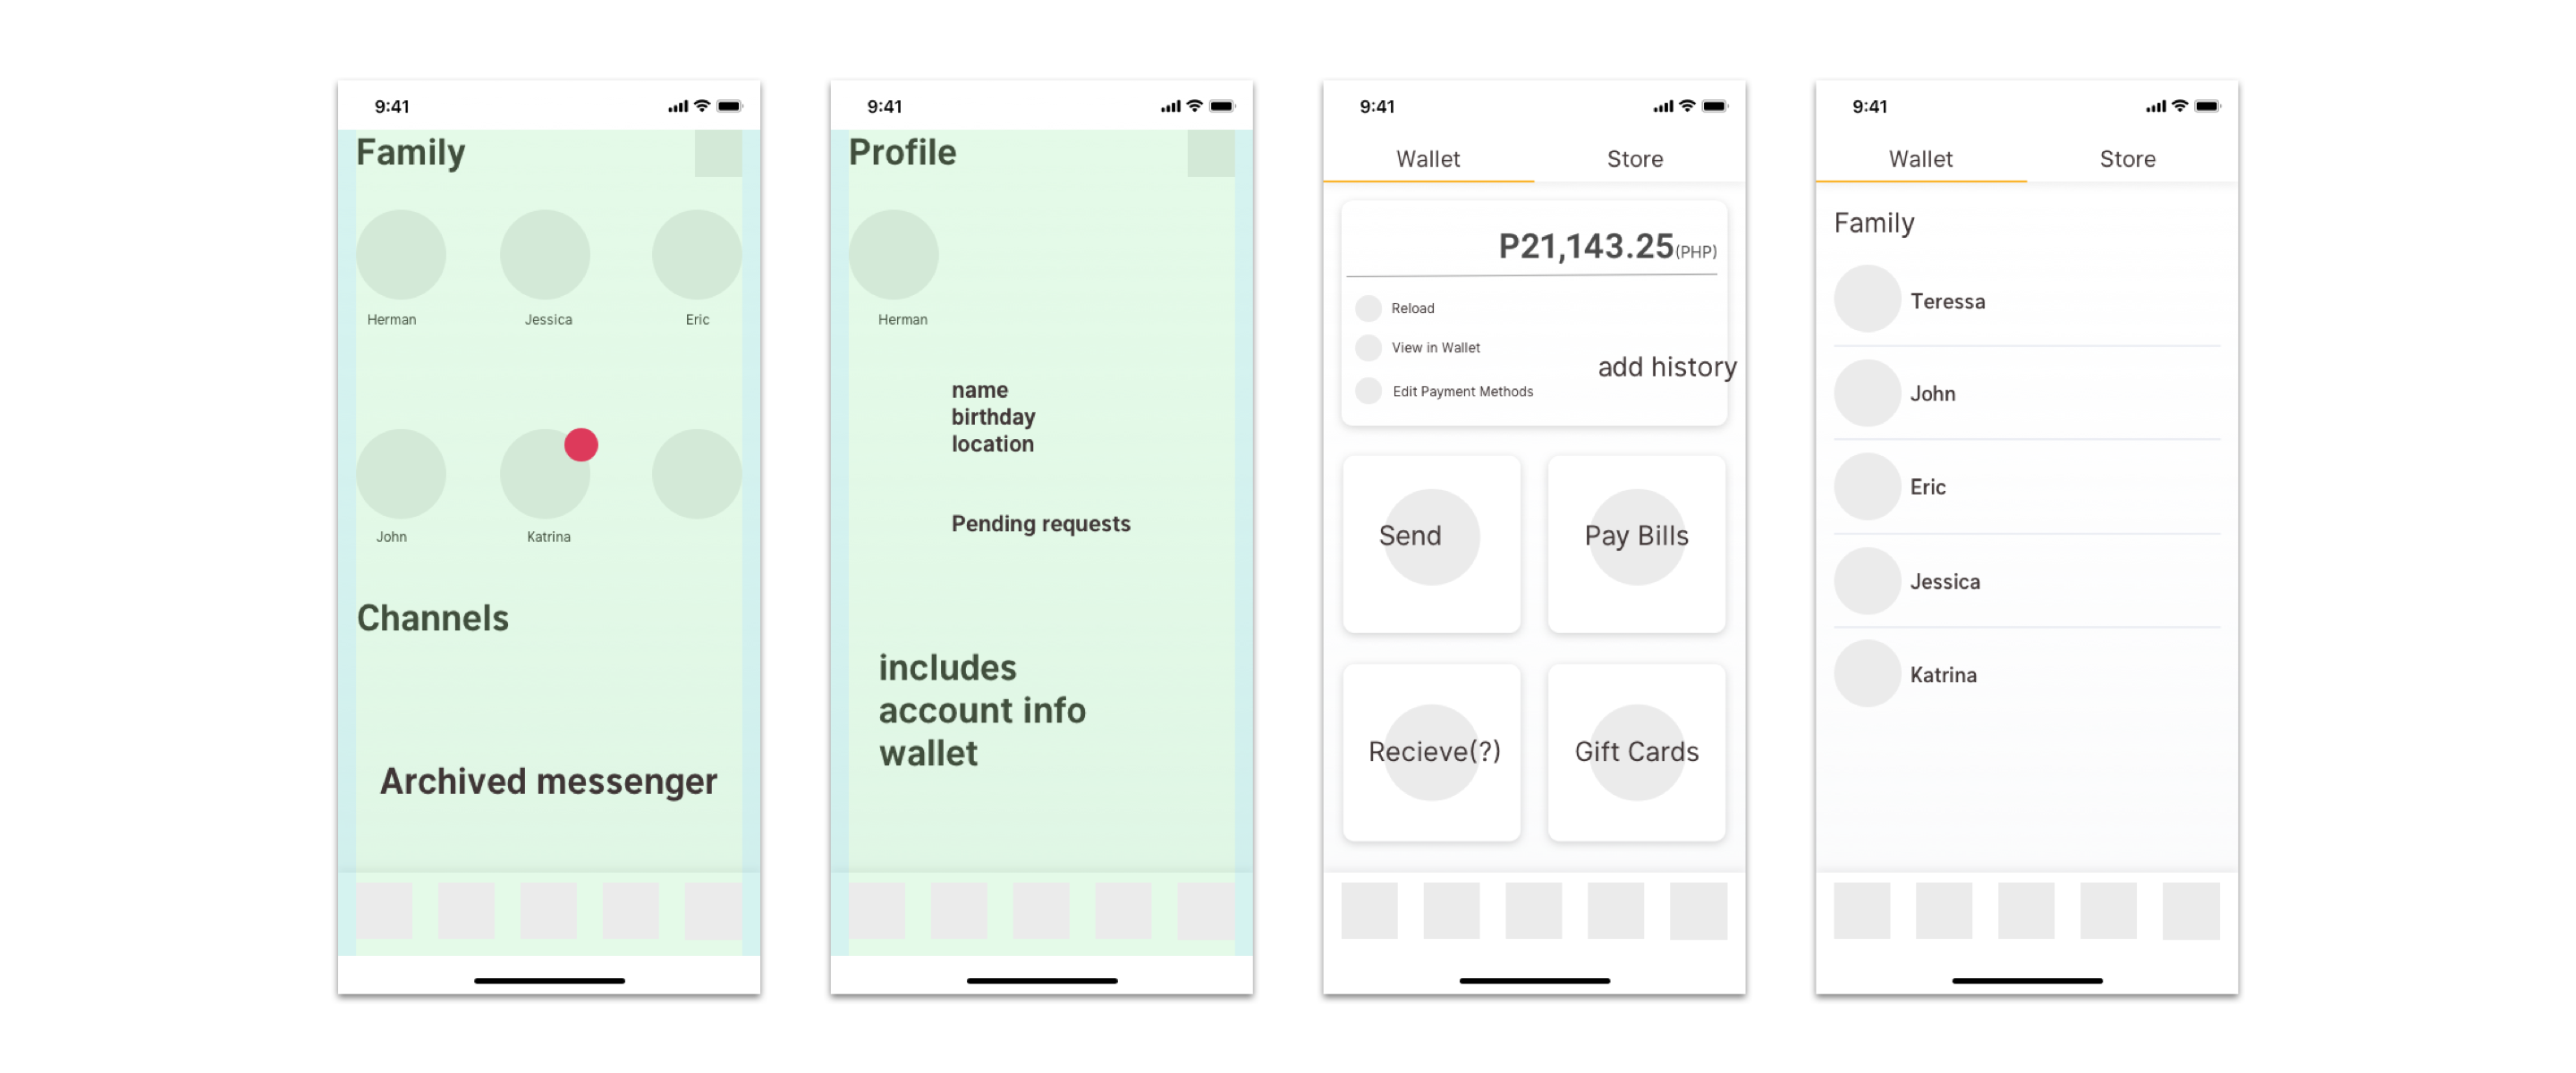 9:41
Family
Herman
Jessica
Eric
John
Katrina
Channels
Archived messenger
9:41
Profile
Herman
name
birthday
location
Pending requests
includes
account info
wallet
9:41
Wallet
Store
P21,143.25(PHP)
Reload
View in Wallet
add history
Edit Payment Methods
Send
Pay Bills
Recieve(?)
Gift Cards
9:41
Wallet
Store
Family
Teressa
John
Eric
Jessica
Katrina